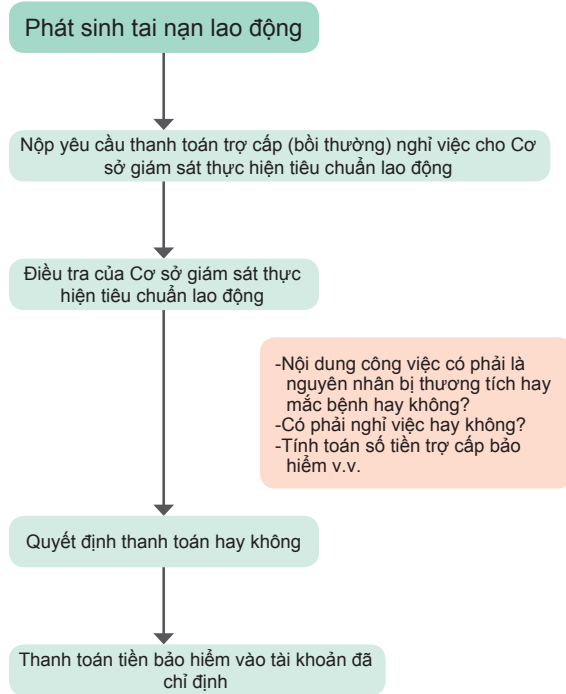 Phát sinh tai nạn lao động
Nộp yêu cầu thanh toán trợ cấp (bồi thường) nghỉ việc cho Cơ
sở giám sát thực hiện tiêu chuẩn lao động
Điều tra của Cơ sở giám sát thực
hiện tiêu chuẩn lao động
-Nội dung công việc có phải là
nguyên nhân bị thương tích hay
mắc bệnh hay không?
-Có phải nghỉ việc hay không?
-Tính toán số tiền trợ cấp bảo
hiểm v.v.
Quyết định thanh toán hay không
Thanh toán tiền bảo hiểm vào tài khoản đã
chỉ định